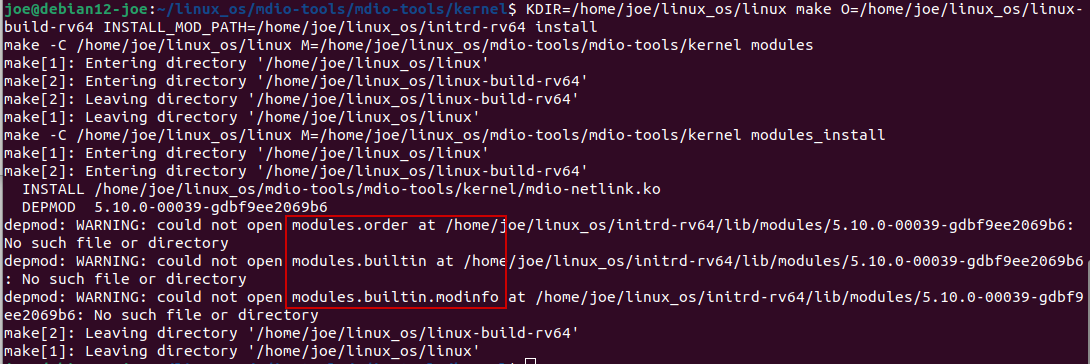 joe@debian12-joe:~/linux_os/mdio-tools/mdio-tools/kernel$ KDIR=/home/joe/linux_os/linux make O=/home/joe/linux_os/linux-
build-rv64 INSTALL_MOD_PATH=/home/joe/linux_os/initrd-rv64 install
make -C /home/joe/linux_os/linux M=/home/joe/linux_os/mdio-tools/mdio-tools/kernel modules
make[1]: Entering directory '/home/joe/linux_os/linux'
make[2]: Entering directory '/home/joe/linux_os/linux-build-rv64'
make[2]: Leaving directory '/home/joe/linux_os/linux-build-rv64'
make[1]: Leaving directory '/home/joe/linux_os/linux'
make -C /home/joe/linux_os/linux M=/home/joe/linux_os/mdio-tools/mdio-tools/kernel modules_install
make[1]: Entering directory '/home/joe/linux_os/linux'
make[2]: Entering directory '/home/joe/linux_os/linux-build-rv64'
  INSTALL /home/joe/linux_os/mdio-tools/mdio-tools/kernel/mdio-netlink.ko
  DEPMOD  5.10.0-00039-gdbf9ee2069b6
depmod: WARNING: could not open modules.order at /home/joe/linux_os/initrd-rv64/lib/modules/5.10.0-00039-gdbf9ee2069b6:
No such file or directory
depmod: WARNING: could not open modules.builtin at /home/joe/linux_os/initrd-rv64/lib/modules/5.10.0-00039-gdbf9ee2069b6
: No such file or directory
depmod: WARNING: could not open modules.builtin.modinfo at /home/joe/linux_os/initrd-rv64/lib/modules/5.10.0-00039-gdbf9
ee2069b6: No such file or directory
make[2]: Leaving directory '/home/joe/linux_os/linux-build-rv64'
make[1]: Leaving directory '/home/joe/linux_os/linux'